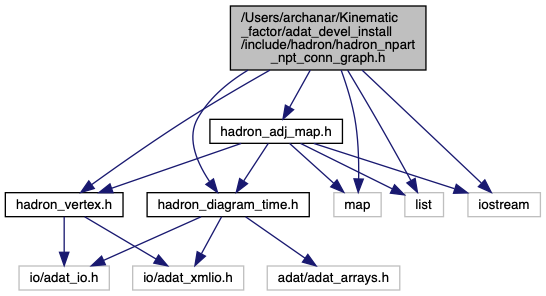 /Users/archanar/Kinematic
_factor/adat_devel_install
/include/hadron/hadron_npart
_npt_conn_graph.h
hadron_adj_map.h
hadron_vertex.h
hadron_diagram_time.h
map
list
iostream
io/adat_io.h
io/adat_xmlio.h
adat/adat_arrays.h